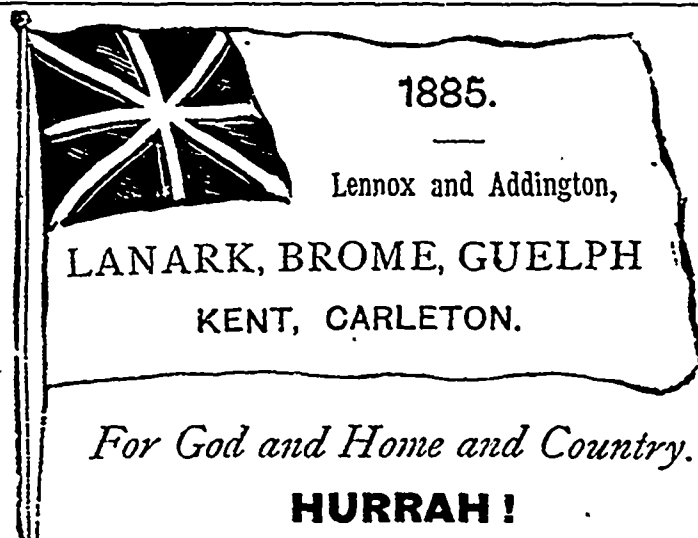 1885.
Lennox and Addington,
LANARK, BROME, GUELPH
KENT, CARLETON.
For God and Home and Country.
HURRAH !